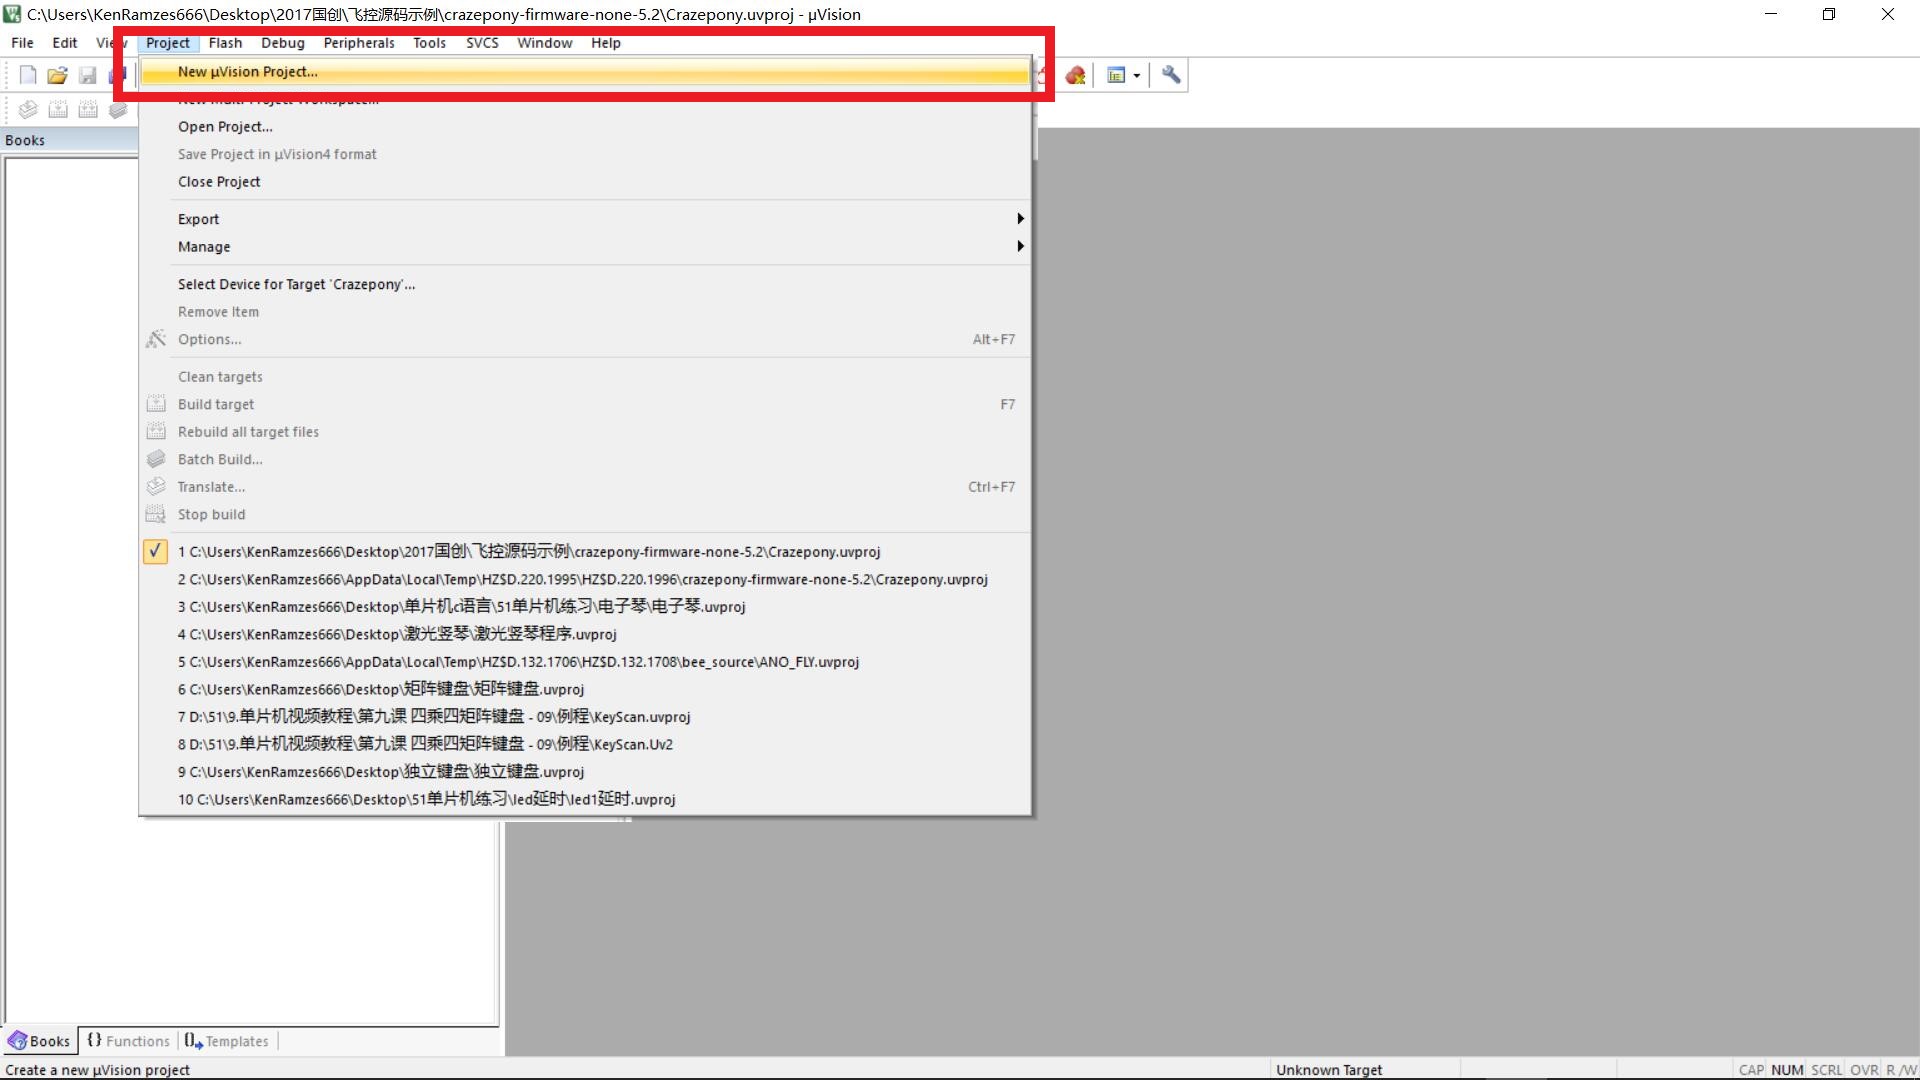 C:\Users\KenRamzes666\Desktop\2017国创\飞控源码示例\crazepony-firmware-none-5.2\Crazepony.uvproj - µVision
File Edit View Project Flash Debug Peripherals Tools SVCS Window Help
New µVision Project...
New Multi-Project Workspace...
Open Project...
Books
Save Project in µVision4 format
Close Project
Export
Manage
Select Device for Target 'Crazepony'...
Remove Item
Options... Alt+F7
Clean targets
Build target F7
Rebuild all target files
Batch Build...
Translate... Ctrl+F7
Stop build
1 C:\Users\KenRamzes666\Desktop\2017国创\飞控源码示例\crazepony-firmware-none-5.2\Crazepony.uvproj
2 C:\Users\KenRamzes666\AppData\Local\Temp\HZ$D.220.1995\HZ$D.220.1996\crazepony-firmware-none-5.2\Crazepony.uvproj
3 C:\Users\KenRamzes666\Desktop\单片机c语言\51单片机练习\电子琴\电子琴.uvproj
4 C:\Users\KenRamzes666\Desktop\激光竖琴\激光竖琴程序.uvproj
5 C:\Users\KenRamzes666\AppData\Local\Temp\HZ$D.132.1706\HZ$D.132.1708\bee_source\ANO_FLY.uvproj
6 C:\Users\KenRamzes666\Desktop\矩阵键盘\矩阵键盘.uvproj
7 D:\51\9.单片机视频教程\第九课 四乘四矩阵键盘 - 09\例程\KeyScan.uvproj
8 D:\51\9.单片机视频教程\第九课 四乘四矩阵键盘 - 09\例程\KeyScan.Uv2
9 C:\Users\KenRamzes666\Desktop\独立键盘\独立键盘.uvproj
10 C:\Users\KenRamzes666\Desktop\51单片机练习\led延时\led1延时.uvproj
Books {} Functions Templates
Create a new µVision project Unknown Target CAP NUM SCRL OVR R /W